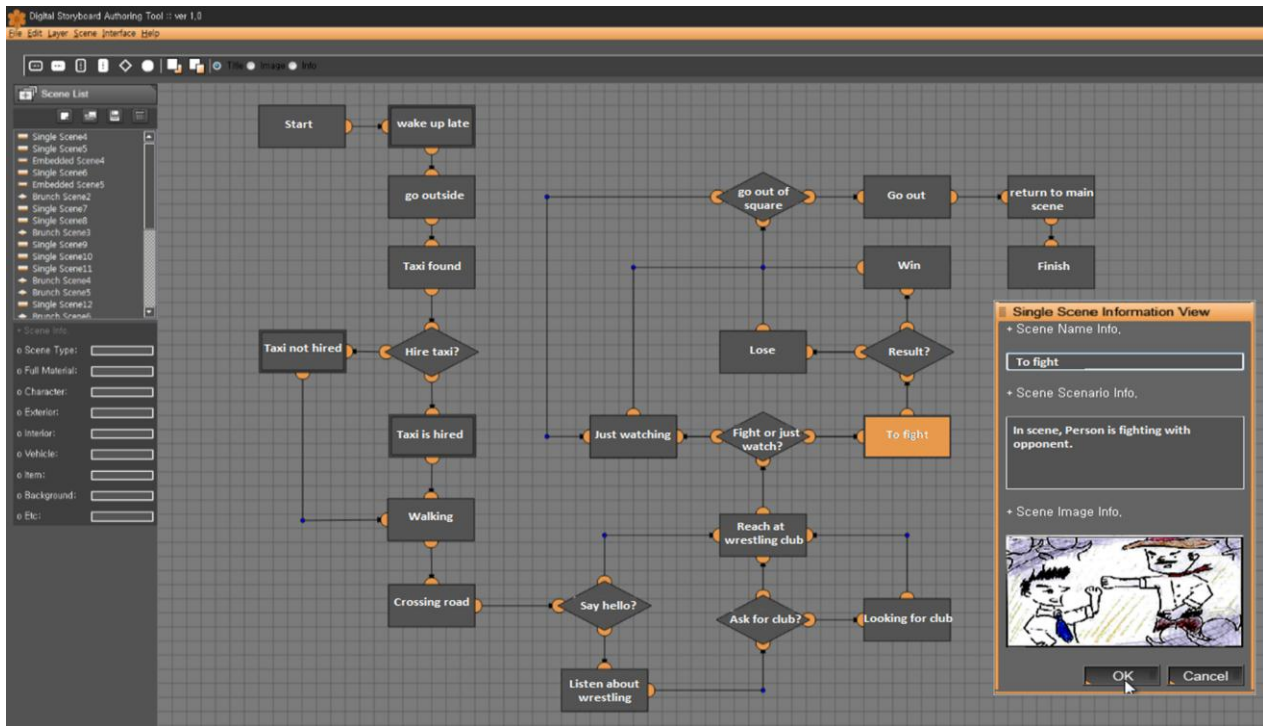 Digital Storyboard Authoring Tool :: ver 1.0
File Edit Layer Scene Interface Help
Title Image Info
Scene List
Single Scene4
Single Scene5
Embedded Scene4
Single Scene6
Embedded Scene5
Brunch Scene2
Single Scene7
Single Scene8
Brunch Scene3
Single Scene9
Single Scene10
Single Scene11
Brunch Scene4
Brunch Scene5
Single Scene12
Brunch Scene6
+ Scene Info.
o Scene Type:
o Full Material:
o Character:
o Exterior:
o Interior:
o Vehicle:
o Item:
o Background:
o Etc:
Start
wake up late
go outside
Taxi found
Taxi not hired
Hire taxi?
Taxi is hired
Walking
Crossing road
Say hello?
Listen about
wrestling
go out of
square
Go out
return to main
scene
Win
Finish
Lose
Result?
Just watching
Fight or just
watch?
To fight
Reach at
wrestling club
Ask for club?
Looking for club
Single Scene Information View
+ Scene Name Info,
To fight
+ Scene Scenario Info,
In scene, Person is fighting with
opponent.
+ Scene Image Info,
OK
Cancel